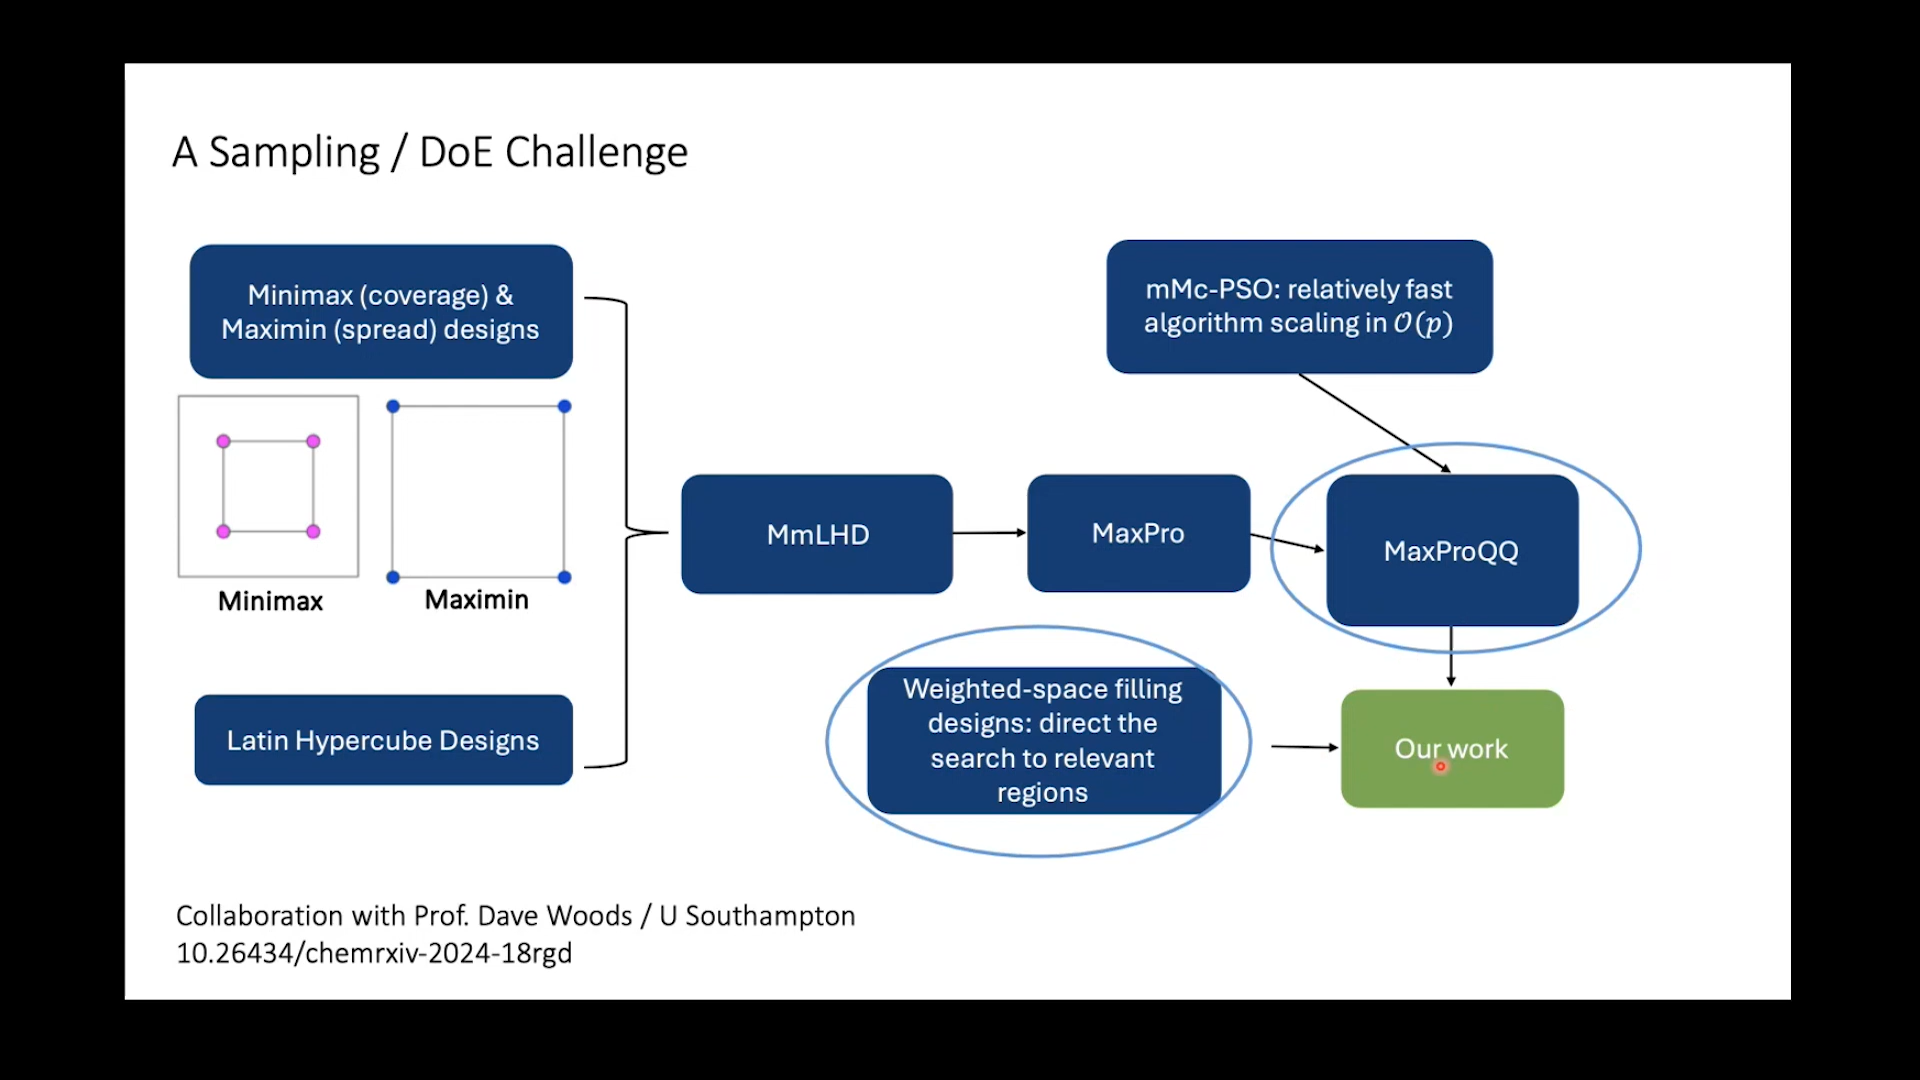 A Sampling / DoE Challenge
Minimax (coverage) &
Maximin (spread) designs
Minimax
Maximin
Latin Hypercube Designs
MmLHD
MaxPro
mMc-PSO: relatively fast
algorithm scaling in 𝒪(𝑝)
MaxProQQ
Weighted-space filling
designs: direct the
search to relevant
regions
Our work
Collaboration with Prof. Dave Woods / U Southampton
10.26434/chemrxiv-2024-18rgd